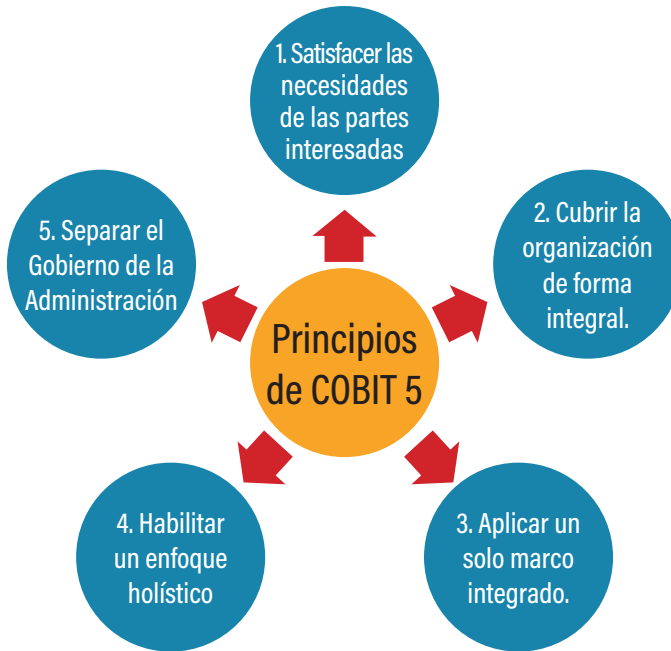 1. Satisfacer las
necesidades
de las partes
interesadas
2. Cubrir la
organización
de forma
integral.
3. Aplicar un
solo marco
integrado.
4. Habilitar
un enfoque
holístico
5. Separar el
Gobierno de la
Administración
Principios
de COBIT 5